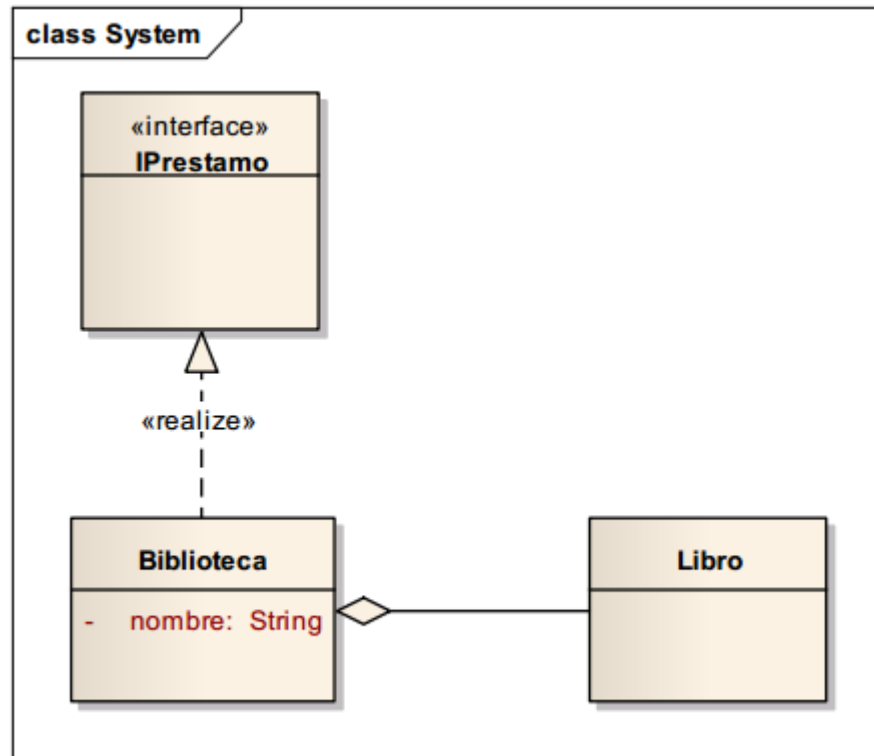 class System
«interface»
IPrestamo
«realize»
Biblioteca
- nombre: String
Libro